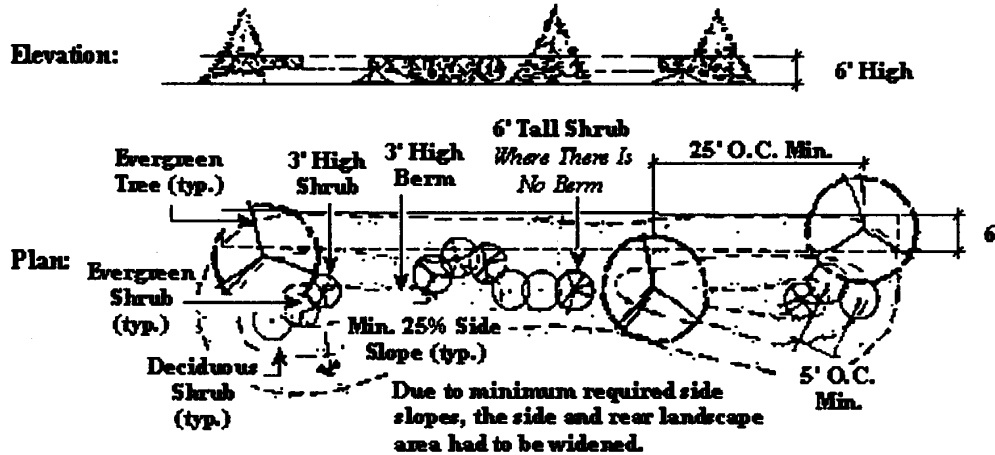 Elevation:
6' High
Evergreen
Tree (typ.)
3' High
Shrub
3' High
Berm
6' Tall Shrub
Where There Is
No Berm
25' O.C. Min.
6
Plan:
Evergreen
Shrub
(typ.)
Min. 25% Side
Slope (typ.)
Deciduous
Shrub
(typ.)
5' O.C.
Min.
Due to minimum required side
slopes, the side and rear landscape
area had to be widened.